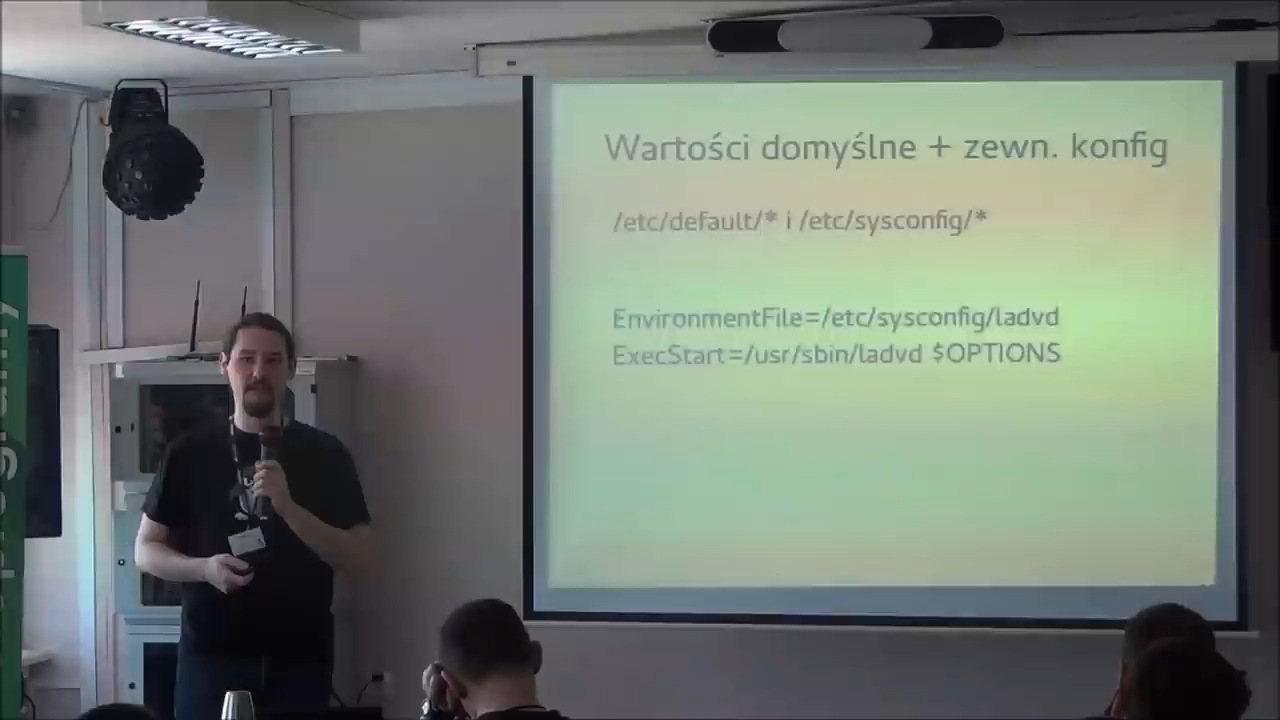 Wartości domyślne + zewn. konfig
/etc/default/* i /etc/sysconfig/*
EnvironmentFile=/etc/sysconfig/ladvd
ExecStart=/usr/sbin/ladvd $OPTIONS